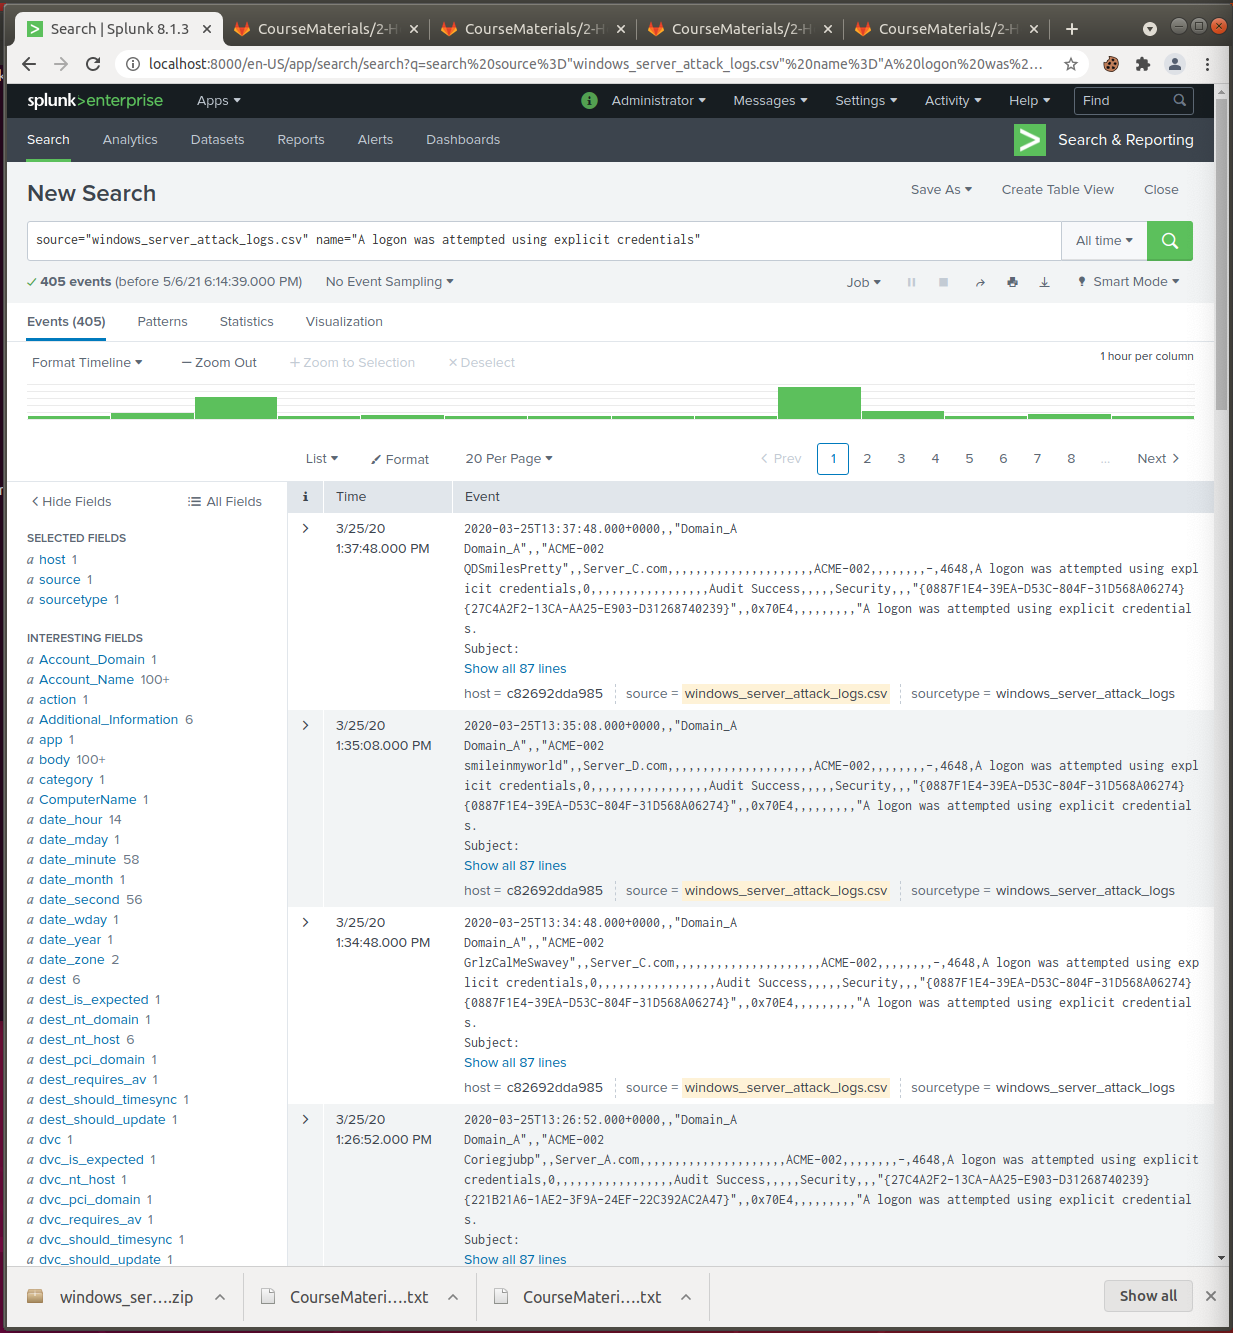 Search | Splunk 8.1.3
CourseMaterials/2-H
CourseMaterials/2-H
CourseMaterials/2-H
CourseMaterials/2-H
localhost:8000/en-US/app/search/search?q=search%20source%3D"windows_server_attack_logs.csv"%20name%3D"A%20logon%20was%2...
splunk>enterprise
Apps
Administrator
Messages
Settings
Activity
Help
Find
Search
Analytics
Datasets
Reports
Alerts
Dashboards
Search & Reporting
New Search
Save As
Create Table View
Close
source="windows_server_attack_logs.csv" name="A logon was attempted using explicit credentials"
All time
405 events (before 5/6/21 6:14:39.000 PM)
No Event Sampling
Job
Smart Mode
Events (405)
Patterns
Statistics
Visualization
Format Timeline
— Zoom Out
+ Zoom to Selection
× Deselect
1 hour per column
List
Format
20 Per Page
< Prev
1
2
3
4
5
6
7
8
...
Next >
< Hide Fields
All Fields
i
Time
Event
SELECTED FIELDS
a host 1
a source 1
a sourcetype 1
INTERESTING FIELDS
a Account_Domain 1
a Account_Name 100+
a action 1
a Additional_Information 6
a app 1
a body 100+
a category 1
a ComputerName 1
a date_hour 14
a date_mday 1
a date_minute 58
a date_month 1
a date_second 56
a date_wday 1
a date_year 1
a date_zone 2
a dest 6
a dest_is_expected 1
a dest_nt_domain 1
a dest_nt_host 6
a dest_pci_domain 1
a dest_requires_av 1
a dest_should_timesync 1
a dest_should_update 1
a dvc 1
a dvc_is_expected 1
a dvc_nt_host 1
a dvc_pci_domain 1
a dvc_requires_av 1
a dvc_should_timesync 1
a dvc_should_update 1
3/25/20
1:37:48.000 PM
2020-03-25T13:37:48.000+0000,,"Domain_A
Domain_A",,"ACME-002
QDSmilesPretty",,Server_C.com,,,,,,,,,,,,,,,,,,,,,,ACME-002,,,,,,,,-,4648,A logon was attempted using expl
icit credentials,0,,,,,,,,,,,,,,,,,,Audit Success,,,,,Security,,,"{0887F1E4-39EA-D53C-804F-31D568A06274}
{27C4A2F2-13CA-AA25-E903-D31268740239}",,0x70E4,,,,,,,,,"A logon was attempted using explicit credential
s.
Subject:
Show all 87 lines
host = c82692dda985
source = windows_server_attack_logs.csv
sourcetype = windows_server_attack_logs
3/25/20
1:35:08.000 PM
2020-03-25T13:35:08.000+0000,,"Domain_A
Domain_A",,"ACME-002
smileinmyworld",,Server_D.com,,,,,,,,,,,,,,,,,,,,,,ACME-002,,,,,,,,-,4648,A logon was attempted using expl
icit credentials,0,,,,,,,,,,,,,,,,,,Audit Success,,,,,Security,,,"{0887F1E4-39EA-D53C-804F-31D568A06274}
{0887F1E4-39EA-D53C-804F-31D568A06274}",,0x70E4,,,,,,,,,"A logon was attempted using explicit credential
s.
Subject:
Show all 87 lines
host = c82692dda985
source = windows_server_attack_logs.csv
sourcetype = windows_server_attack_logs
3/25/20
1:34:48.000 PM
2020-03-25T13:34:48.000+0000,,"Domain_A
Domain_A",,"ACME-002
GrlzCalMeSwavey",,Server_C.com,,,,,,,,,,,,,,,,,,,,,,ACME-002,,,,,,,,-,4648,A logon was attempted using exp
licit credentials,0,,,,,,,,,,,,,,,,,,Audit Success,,,,,Security,,,"{0887F1E4-39EA-D53C-804F-31D568A06274}
{0887F1E4-39EA-D53C-804F-31D568A06274}",,0x70E4,,,,,,,,,"A logon was attempted using explicit credential
s.
Subject:
Show all 87 lines
host = c82692dda985
source = windows_server_attack_logs.csv
sourcetype = windows_server_attack_logs
3/25/20
1:26:52.000 PM
2020-03-25T13:26:52.000+0000,,"Domain_A
Domain_A",,"ACME-002
Coriegjubp",,Server_A.com,,,,,,,,,,,,,,,,,,,,,,ACME-002,,,,,,,,-,4648,A logon was attempted using explicit
credentials,0,,,,,,,,,,,,,,,,,,Audit Success,,,,,Security,,,"{27C4A2F2-13CA-AA25-E903-D31268740239}
{221B21A6-1AE2-3F9A-24EF-22C392AC2A47}",,0x70E4,,,,,,,,,"A logon was attempted using explicit credential
s.
Subject:
Show all 87 lines
windows_ser....zip
CourseMateri....txt
CourseMateri....txt
Show all